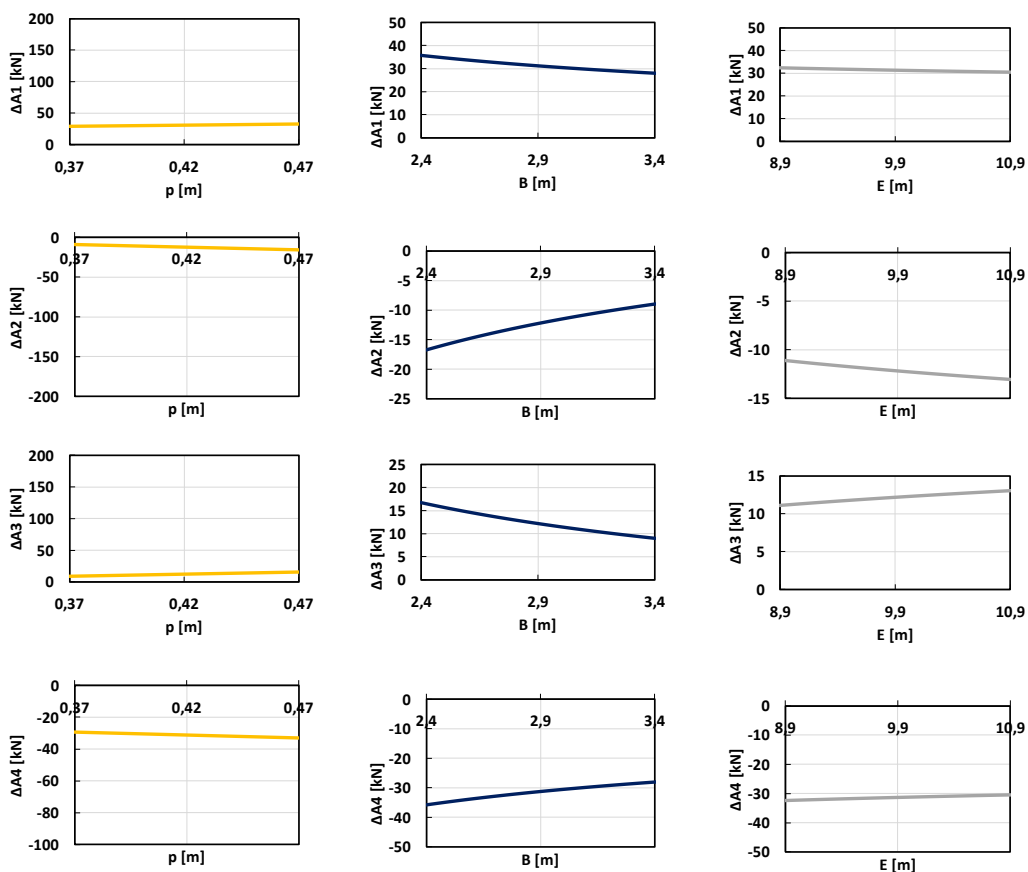 ΔA1 [kN]
200
150
100
50
0
0,37 0,42 0,47
p [m]
ΔA1 [kN]
50
40
30
20
10
0
2,4 2,9 3,4
B [m]
ΔA1 [kN]
50
40
30
20
10
0
8,9 9,9 10,9
E [m]
ΔA2 [kN]
0
-50
-100
-150
-200
0,37 0,42 0,47
p [m]
ΔA2 [kN]
0
-5
-10
-15
-20
-25
2,4 2,9 3,4
B [m]
ΔA2 [kN]
0
-5
-10
-15
8,9 9,9 10,9
E [m]
ΔA3 [kN]
200
150
100
50
0
0,37 0,42 0,47
p [m]
ΔA3 [kN]
25
20
15
10
5
0
2,4 2,9 3,4
B [m]
ΔA3 [kN]
15
10
5
0
8,9 9,9 10,9
E [m]
ΔA4 [kN]
0
-20
-40
-60
-80
-100
0,37 0,42 0,47
p [m]
ΔA4 [kN]
0
-10
-20
-30
-40
-50
2,4 2,9 3,4
B [m]
ΔA4 [kN]
0
-10
-20
-30
-40
-50
8,9 9,9 10,9
E [m]